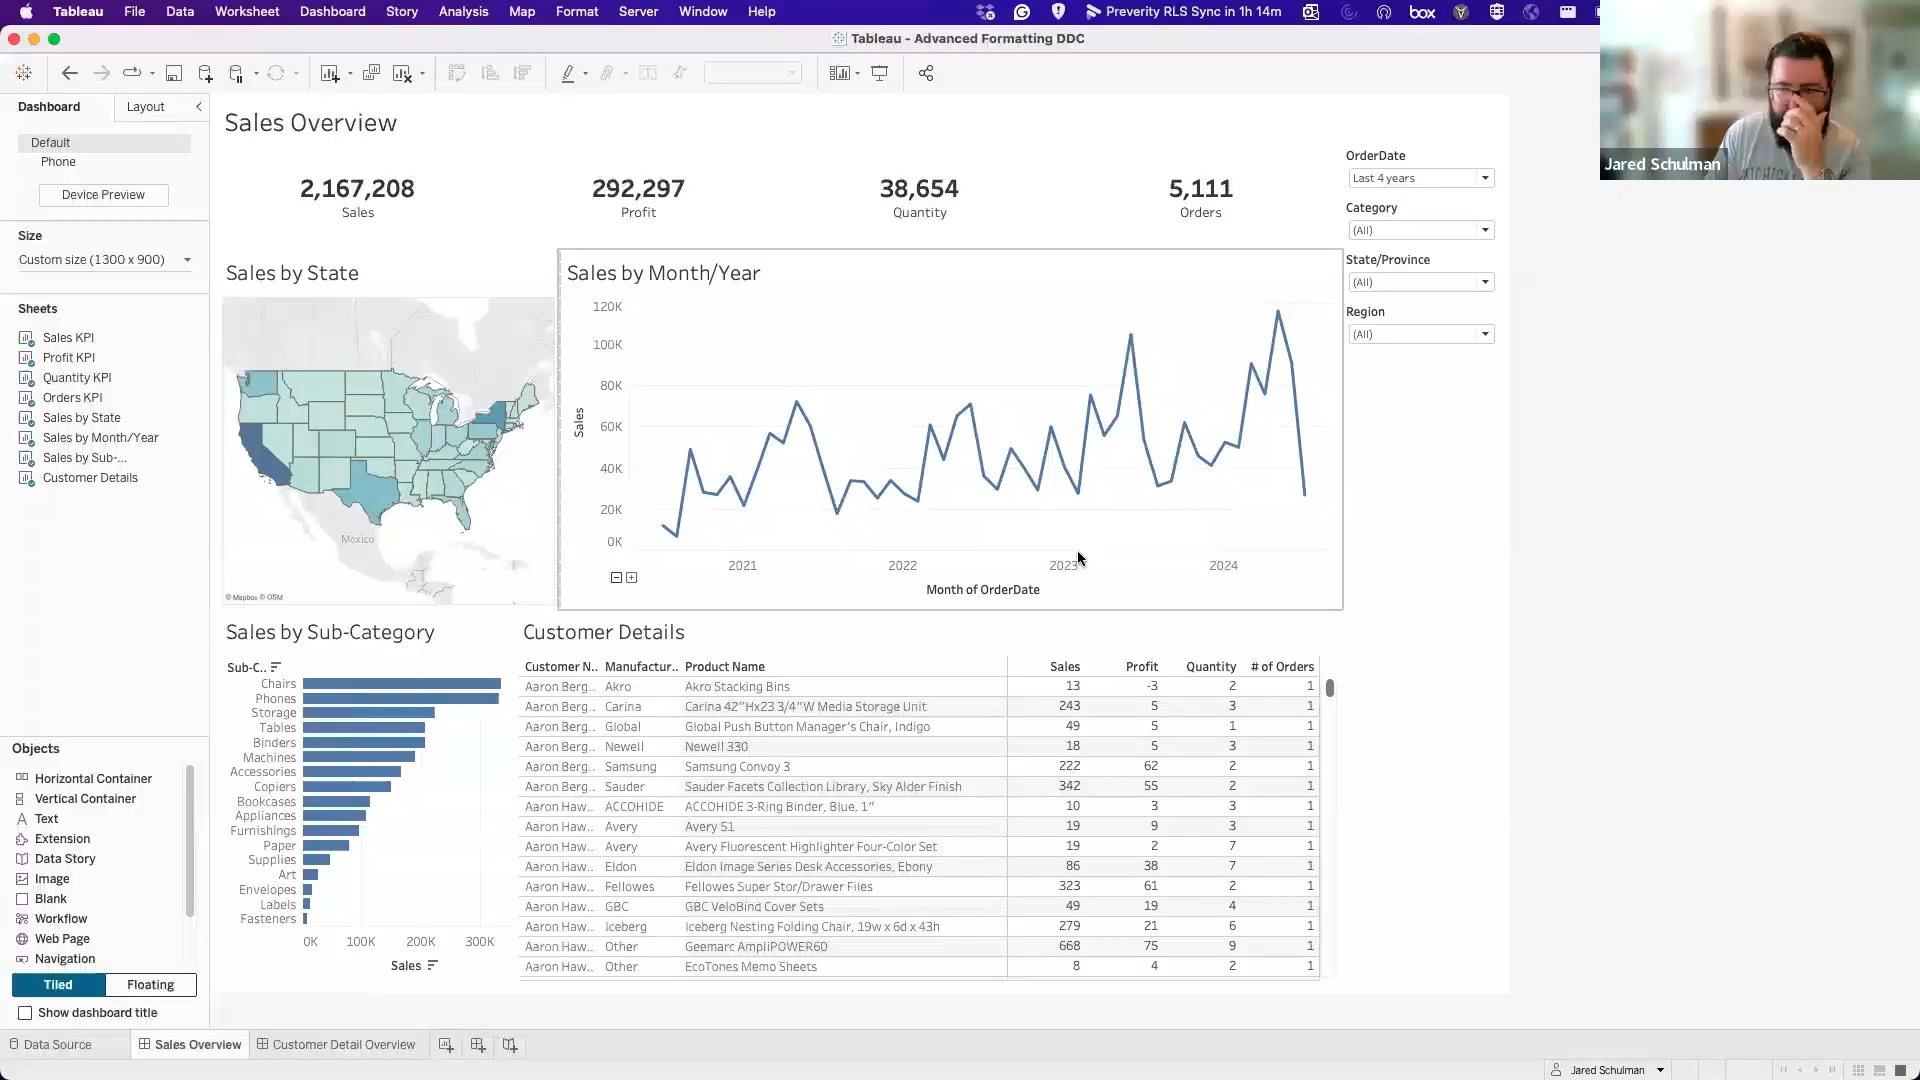 Tableau File Data Worksheet Dashboard Story Analysis Map Format Server Window Help Preverity RLS Sync in 1h 14m box
Tableau - Advanced Formatting DDC
Jared Schulman
Dashboard Layout
Default
Phone
Device Preview
Size
Custom size (1300 x 900)
Sheets
Sales KPI
Profit KPI
Quantity KPI
Orders KPI
Sales by State
Sales by Month/Year
Sales by Sub-...
Customer Details
Objects
Horizontal Container
Vertical Container
Text
Extension
Data Story
Image
Blank
Workflow
Web Page
Navigation
Tiled Floating
Show dashboard title
Sales Overview
2,167,208 292,297 38,654 5,111
Sales Profit Quantity Orders
OrderDate
Last 4 years
Category
(All)
State/Province
(All)
Region
(All)
Sales by State
Mexico
© Mapbox © OSM
Sales by Month/Year
120K
100K
80K
60K
40K
20K
0K
Sales
2021 2022 2023 2024
Month of OrderDate
Sales by Sub-Category
Sub-C..
Chairs
Phones
Storage
Tables
Binders
Machines
Accessories
Copiers
Bookcases
Appliances
Furnishings
Paper
Supplies
Art
Envelopes
Labels
Fasteners
0K 100K 200K 300K
Sales
Customer Details
Customer N.. Manufactur.. Product Name Sales Profit Quantity # of Orders
Aaron Berg.. Akro Akro Stacking Bins 13 -3 2 1
Aaron Berg.. Carina Carina 42"Hx23 3/4"W Media Storage Unit 243 5 3 1
Aaron Berg.. Global Global Push Button Manager's Chair, Indigo 49 5 1 1
Aaron Berg.. Newell Newell 330 18 5 3 1
Aaron Berg.. Samsung Samsung Convoy 3 222 62 2 1
Aaron Berg.. Sauder Sauder Facets Collection Library, Sky Alder Finish 342 55 2 1
Aaron Haw.. ACCOHIDE ACCOHIDE 3-Ring Binder, Blue, 1" 10 3 3 1
Aaron Haw.. Avery Avery 51 19 9 3 1
Aaron Haw.. Avery Avery Fluorescent Highlighter Four-Color Set 19 2 7 1
Aaron Haw.. Eldon Eldon Image Series Desk Accessories, Ebony 86 38 7 1
Aaron Haw.. Fellowes Fellowes Super Stor/Drawer Files 323 61 2 1
Aaron Haw.. GBC GBC VeloBind Cover Sets 49 19 4 1
Aaron Haw.. Iceberg Iceberg Nesting Folding Chair, 19w x 6d x 43h 279 21 6 1
Aaron Haw.. Other Geemarc AmpliPOWER60 668 75 9 1
Aaron Haw.. Other EcoTones Memo Sheets 8 4 2 1
Data Source Sales Overview Customer Detail Overview
Jared Schulman